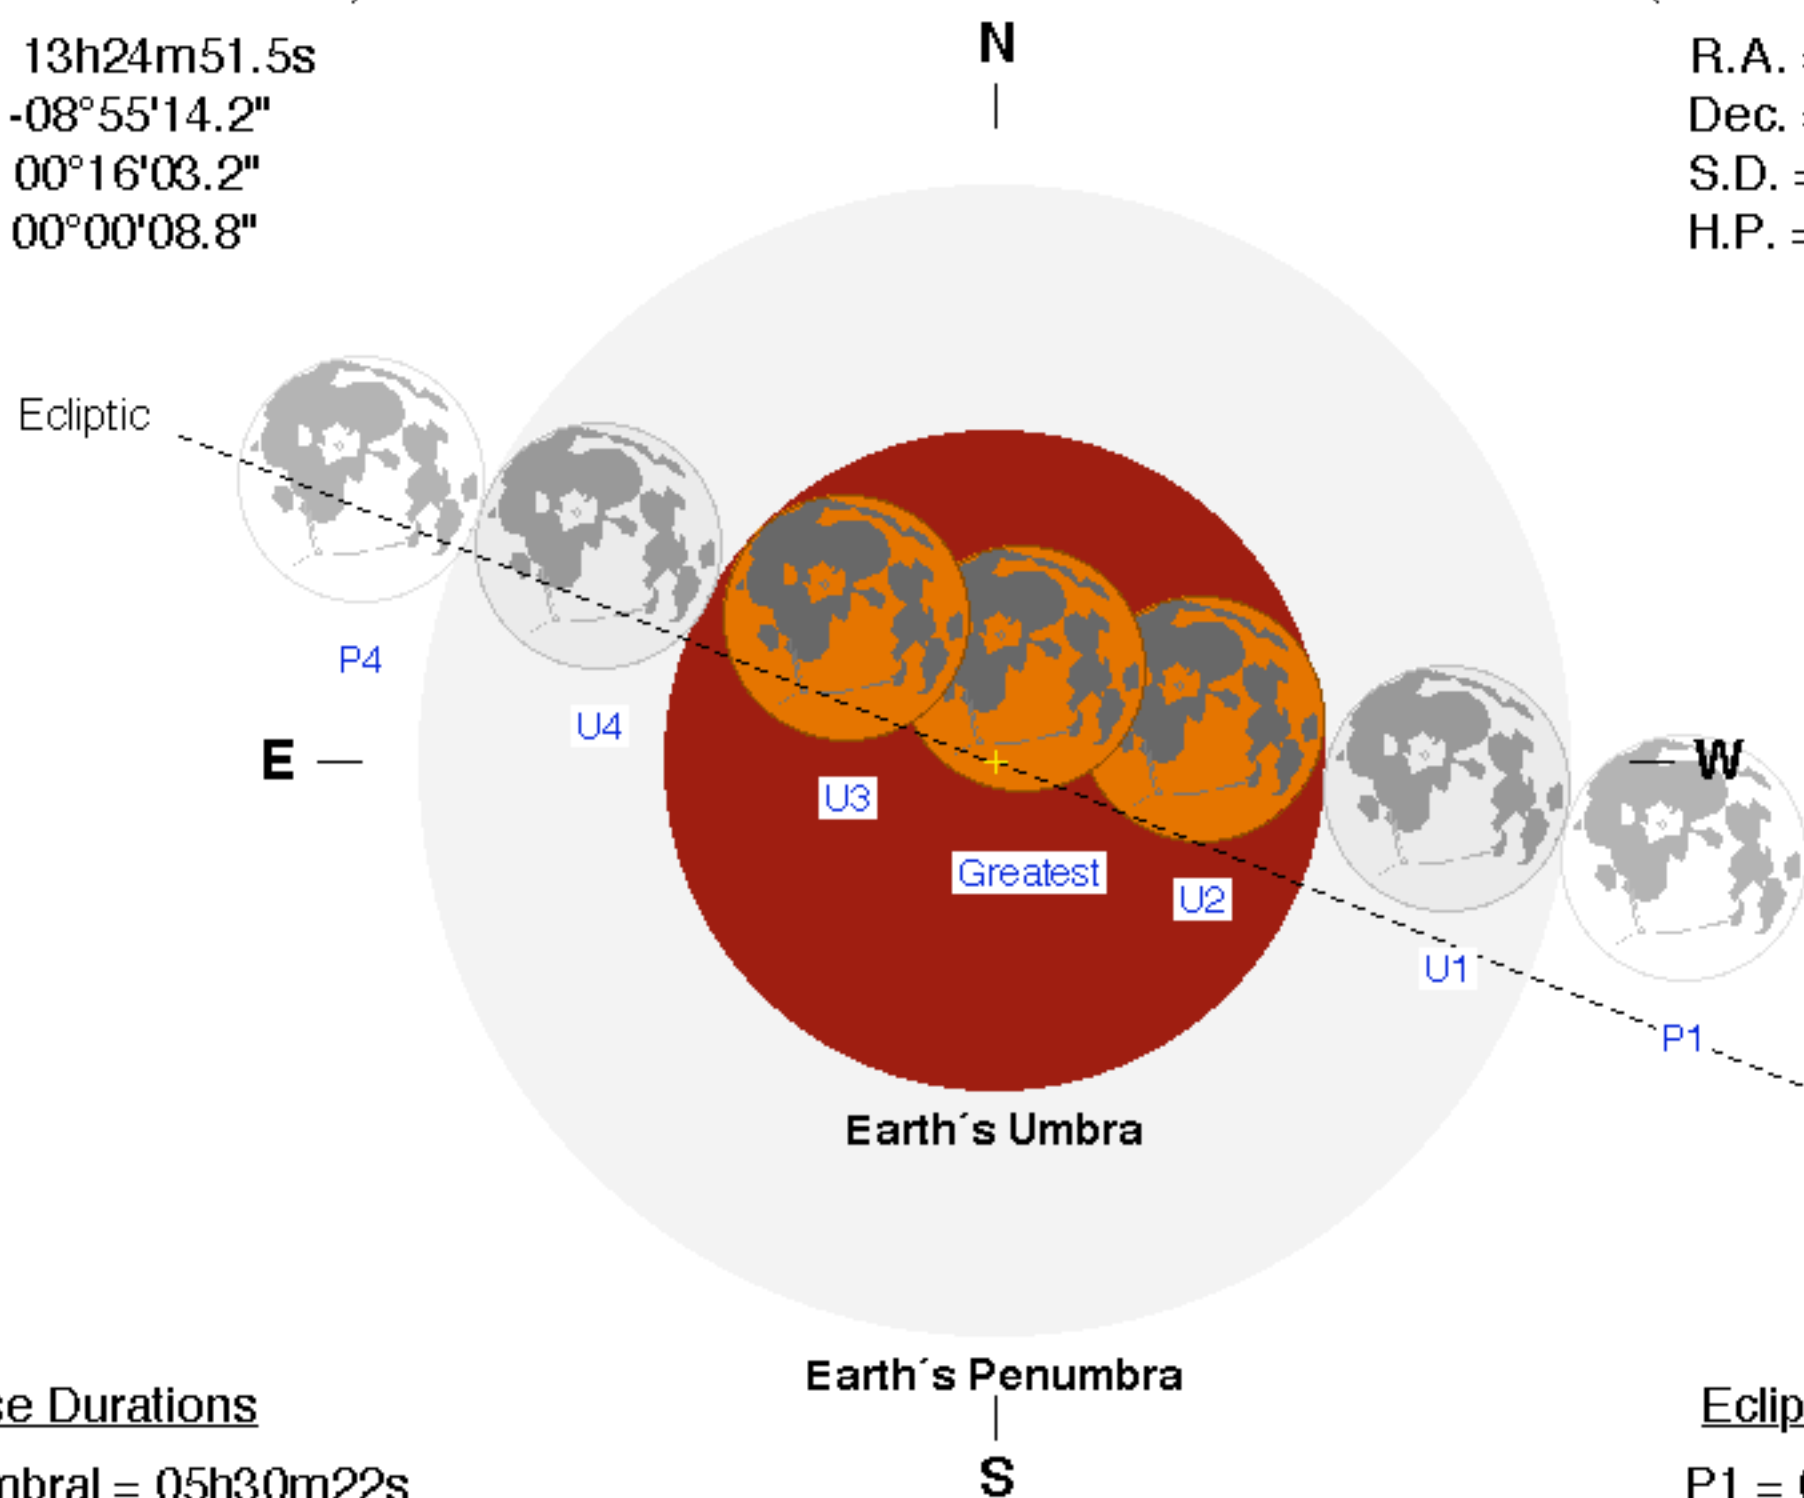 N
13h24m51.5s
R.A.
-08°55'14.2"
Dec.
00°16'03.2"
S.D. =
00°00'08.8"
H.P. =
Ecliptic
P4
U4
E
W
U3
Greatest
U2
U1
P1
Earth´s Umbra
Earth´s Penumbra
Durations
S
= 05h30m22s
P1 =